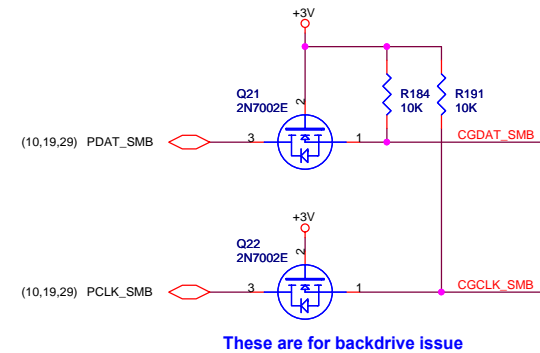 +3V
Q21
2N7002E
2
R184
10K
R191
10K
(10,19,29) PDAT_SMB
3
1
CGDAT_SMB
+3V
Q22
2N7002E
2
(10,19,29) PCLK_SMB
3
1
CGCLK_SMB
These are for backdrive issue